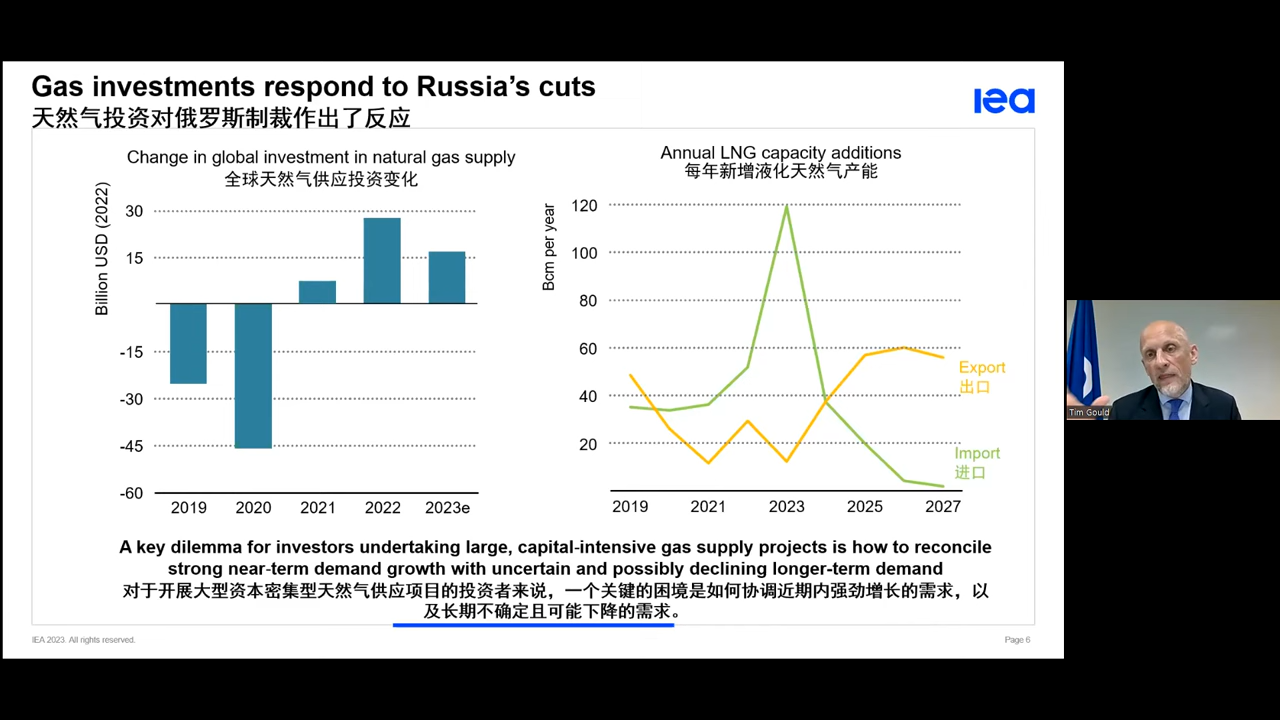 Gas investments respond to Russia's cuts
天然气投资对俄罗斯制裁作出了反应
iea
Change in global investment in natural gas supply
全球天然气供应投资变化
Billion USD (2022)
30
15
-15
-30
-45
-60
2019 2020 2021 2022 2023e
Annual LNG capacity additions
每年新增液化天然气产能
Bcm per year
120
100
80
60
40
20
Export
出口
Import
进口
2019 2021 2023 2025 2027
A key dilemma for investors undertaking large, capital-intensive gas supply projects is how to reconcile
strong near-term demand growth with uncertain and possibly declining longer-term demand
对于开展大型资本密集型天然气供应项目的投资者来说，一个关键的困境是如何协调近期内强劲增长的需求，以
及长期不确定且可能下降的需求。
IEA 2023. All rights reserved.
Page 6
Tim Gould